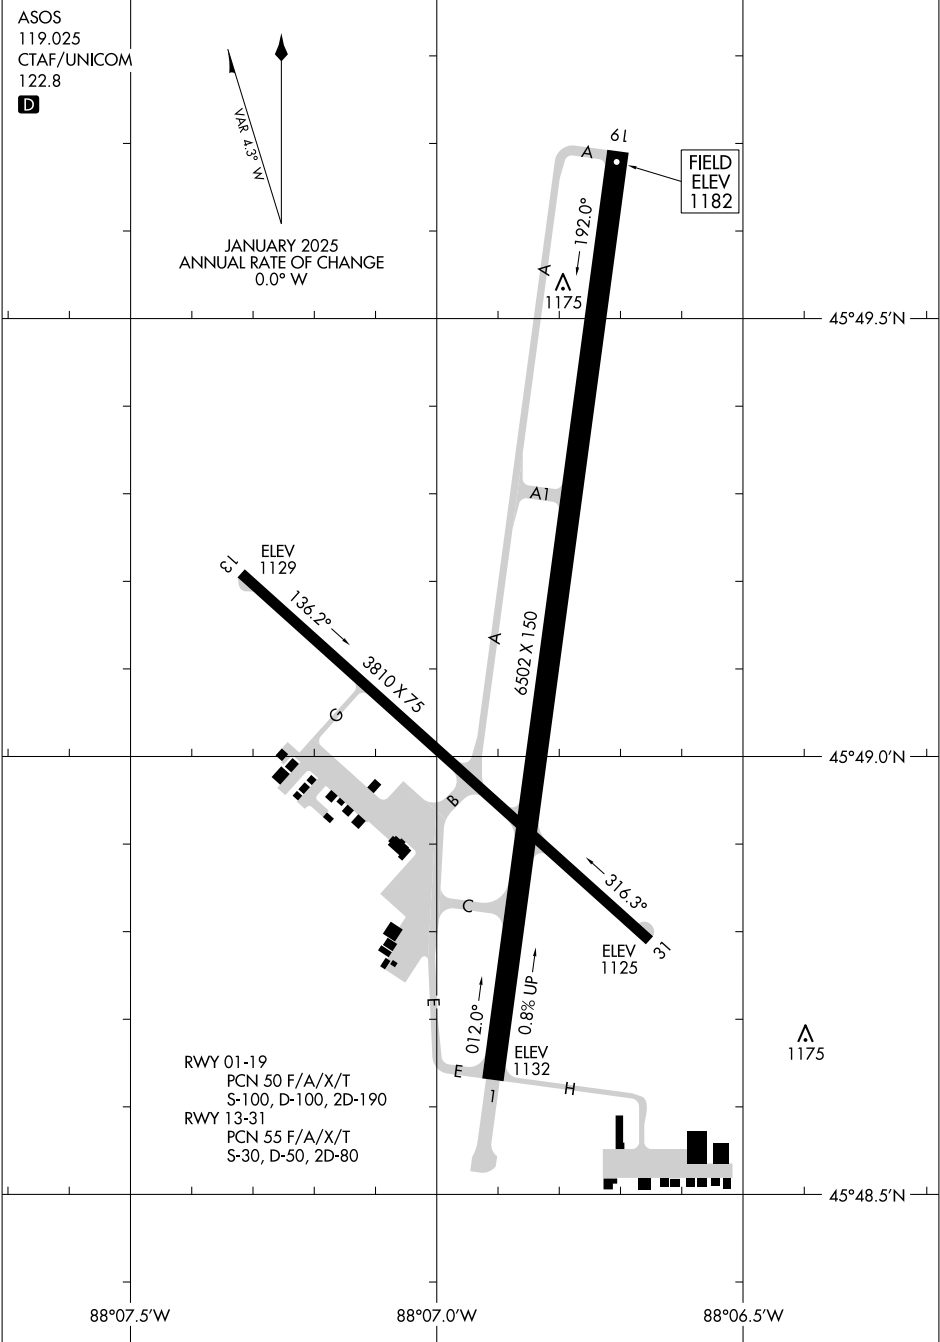 ASOS
119.025
CTAF/UNICOM
122.8
D
VAR 4.3° W
JANUARY 2025
ANNUAL RATE OF CHANGE
0.0° W
19
A
FIELD
ELEV
1182
192.0°
A
1175
45°49.5'N
A1
13
ELEV
1129
136.2°
A
6502 X 150
3810 X 75
G
45°49.0'N
B
C
316.3°
31
ELEV
1125
E
012.0°
0.8% UP
1175
ELEV
1132
E
H
1
RWY 01-19
PCN 50 F/A/X/T
S-100, D-100, 2D-190
RWY 13-31
PCN 55 F/A/X/T
S-30, D-50, 2D-80
45°48.5'N
88°07.5'W
88°07.0'W
88°06.5'W